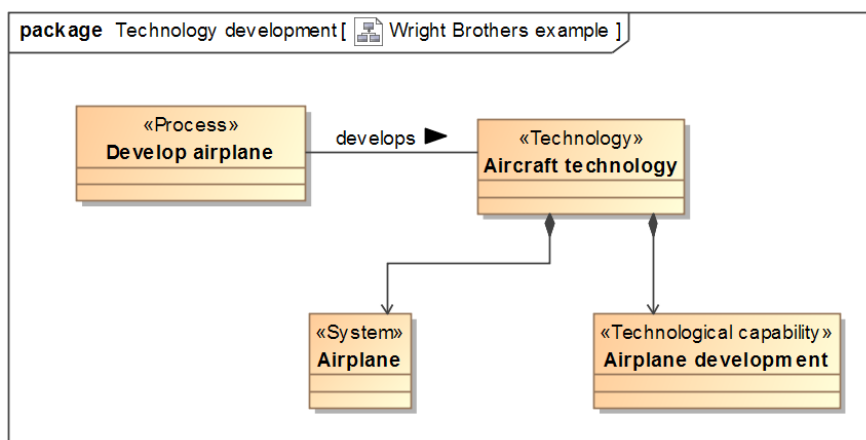 package Technology development [ Wright Brothers example ]
«Process»
Develop airplane
develops
«Technology»
Aircraft technology
«System»
Airplane
«Technological capability»
Airplane development